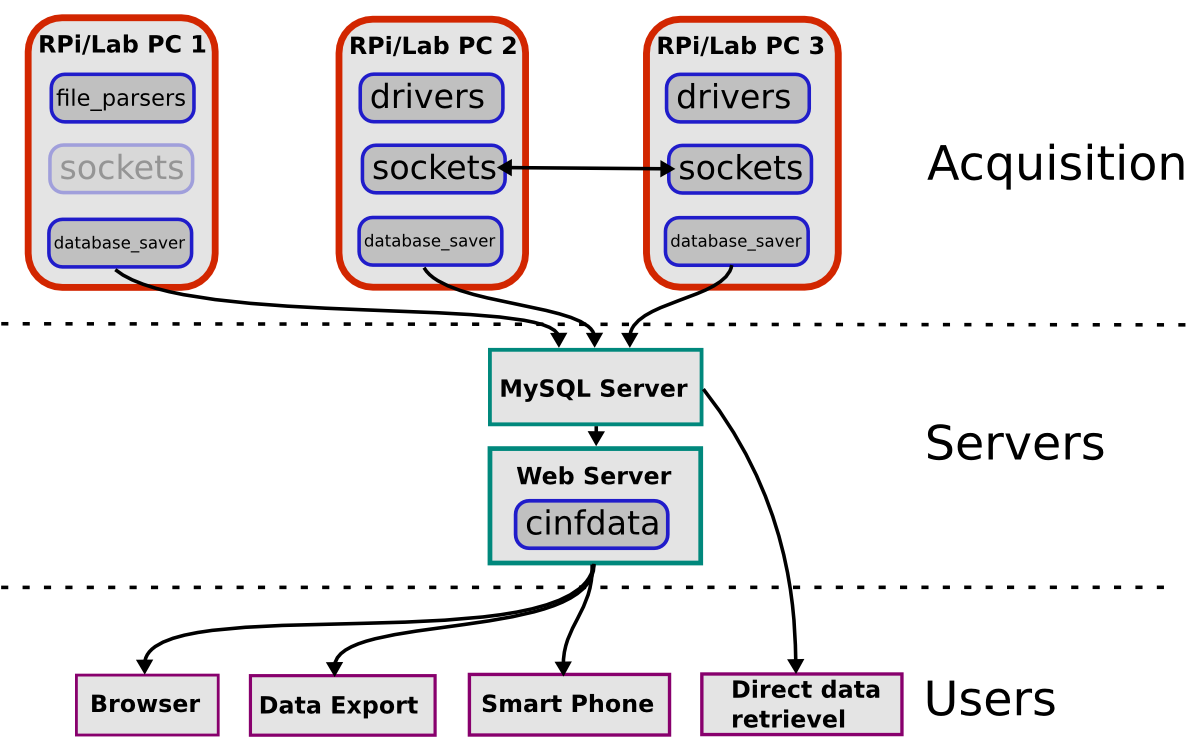 RPi/Lab PC 1
file_parsers
sockets
database_saver
RPi/Lab PC 2
drivers
sockets
database_saver
RPi/Lab PC 3
drivers
sockets
database_saver
Acquisition
MySQL Server
Web Server
cinfdata
Servers
Browser
Data Export
Smart Phone
Direct data
retrievel
Users